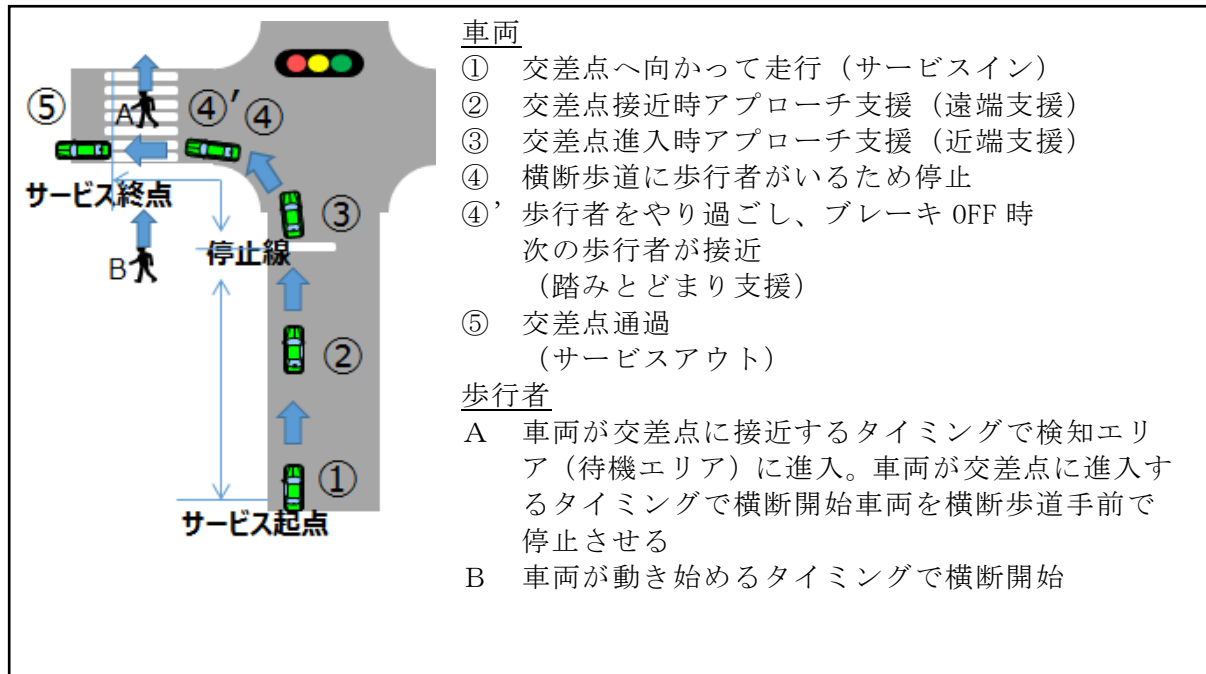 ⑤
A
④'
④
サービス終点
③
停止線
B
②
①
サービス起点
車両
① 交差点へ向かって走行（サービスイン）
② 交差点接近時アプローチ支援（遠端支援）
③ 交差点進入時アプローチ支援（近端支援）
④ 横断歩道に歩行者がいるため停止
④’ 歩行者をやり過ごし、ブレーキ OFF 時
次の歩行者が接近
（踏みとどまり支援）
⑤ 交差点通過
（サービスアウト）
歩行者
Ａ 車両が交差点に接近するタイミングで検知エリ
ア（待機エリア）に進入。車両が交差点に進入す
るタイミングで横断開始車両を横断歩道手前で
停止させる
Ｂ 車両が動き始めるタイミングで横断開始